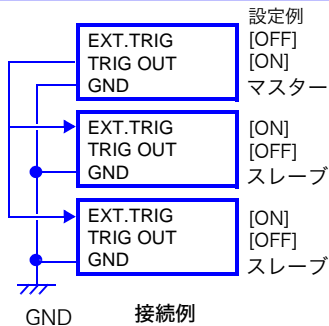 設定例
EXT.TRIG [OFF]
TRIG OUT [ON]
GND マスター
EXT.TRIG [ON]
TRIG OUT [OFF]
GND スレーブ
EXT.TRIG [ON]
TRIG OUT [OFF]
GND スレーブ
GND 接続例